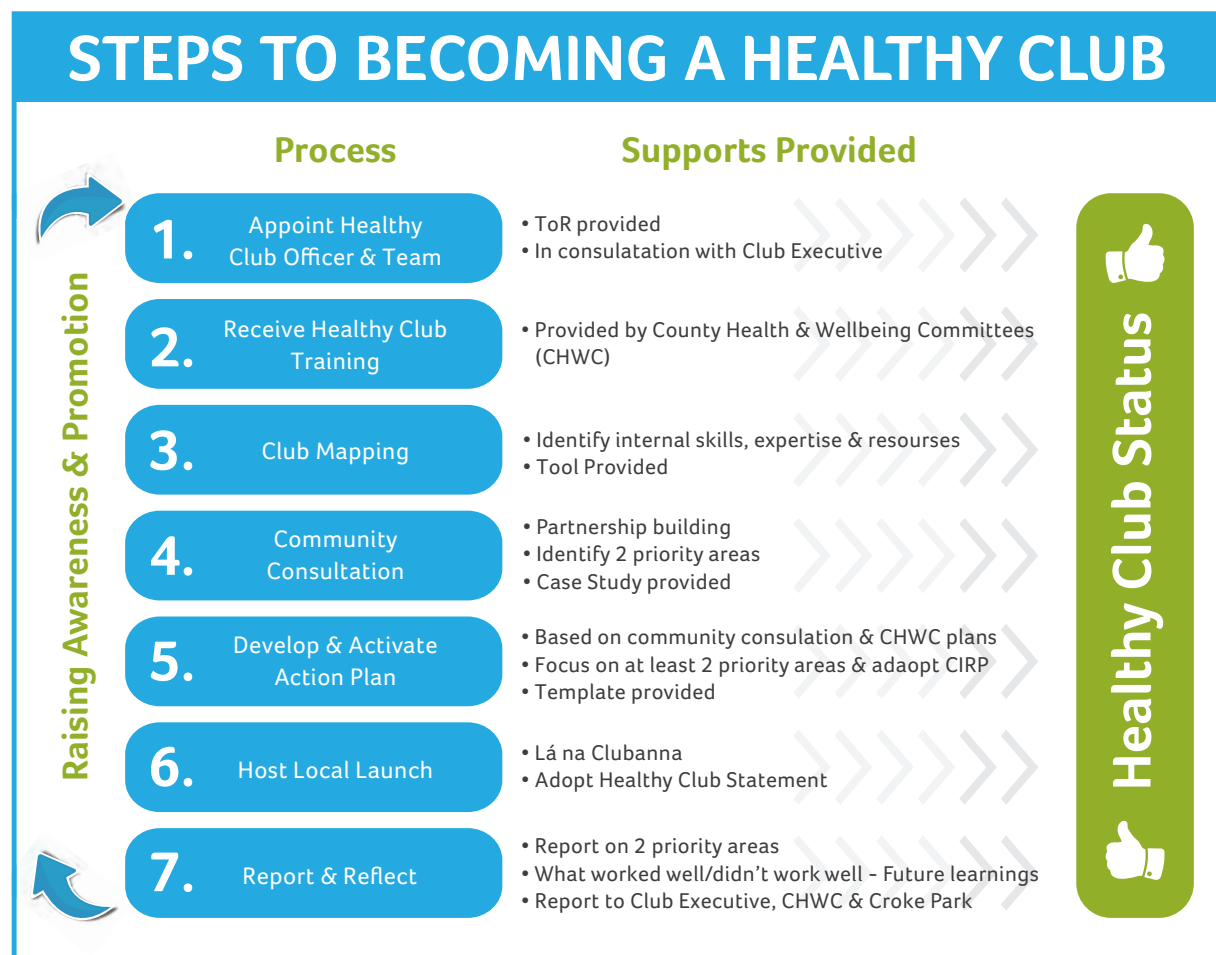 STEPS TO BECOMING A HEALTHY CLUB
Process
Supports Provided
Raising Awareness & Promotion
1.
Appoint Healthy
Club Officer & Team
• ToR provided
• In consulatation with Club Executive
2.
Receive Healthy Club
Training
• Provided by County Health & Wellbeing Committees
(CHWC)
3.
Club Mapping
• Identify internal skills, expertise & resourses
• Tool Provided
4.
Community
Consultation
• Partnership building
• Identify 2 priority areas
• Case Study provided
5.
Develop & Activate
Action Plan
• Based on community consulation & CHWC plans
• Focus on at least 2 priority areas & adaopt CIRP
• Template provided
6.
Host Local Launch
• Lá na Clubanna
• Adopt Healthy Club Statement
7.
Report & Reflect
• Report on 2 priority areas
• What worked well/didn't work well - Future learnings
• Report to Club Executive, CHWC & Croke Park
Healthy Club Status